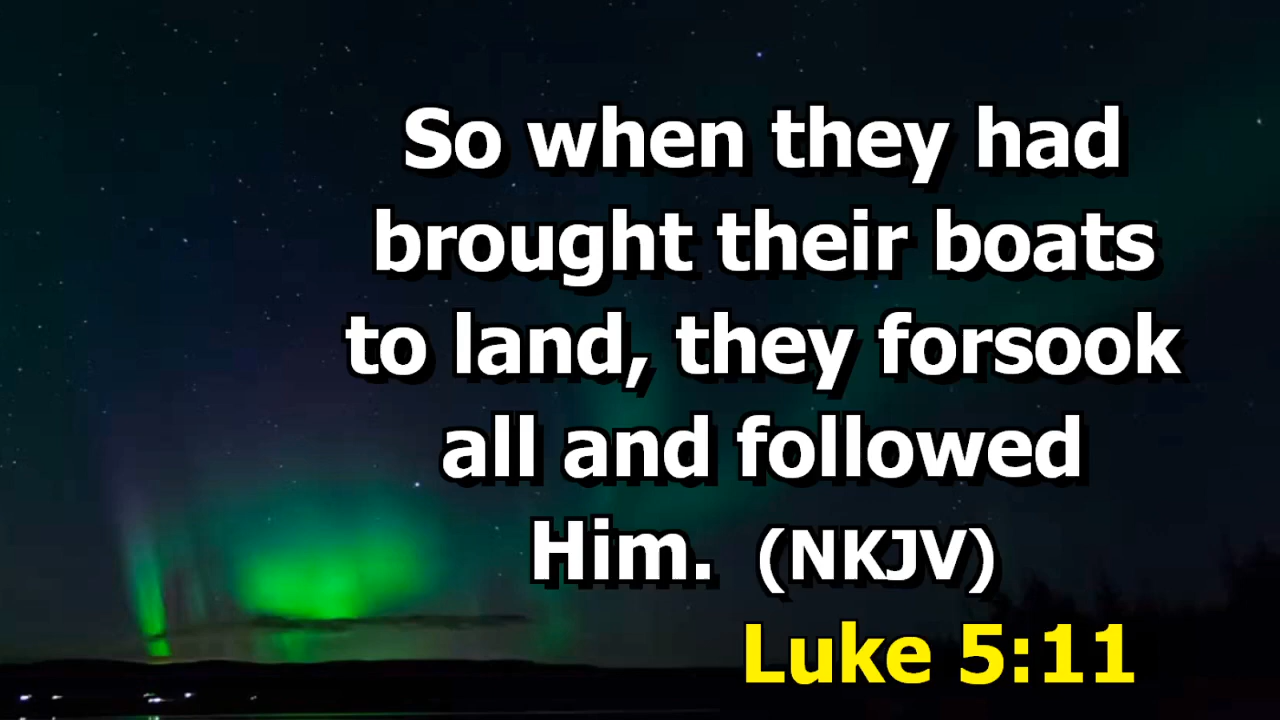 So when they had
brought their boats
to land, they forsook
all and followed
Him. (NKJV)
Luke 5:11